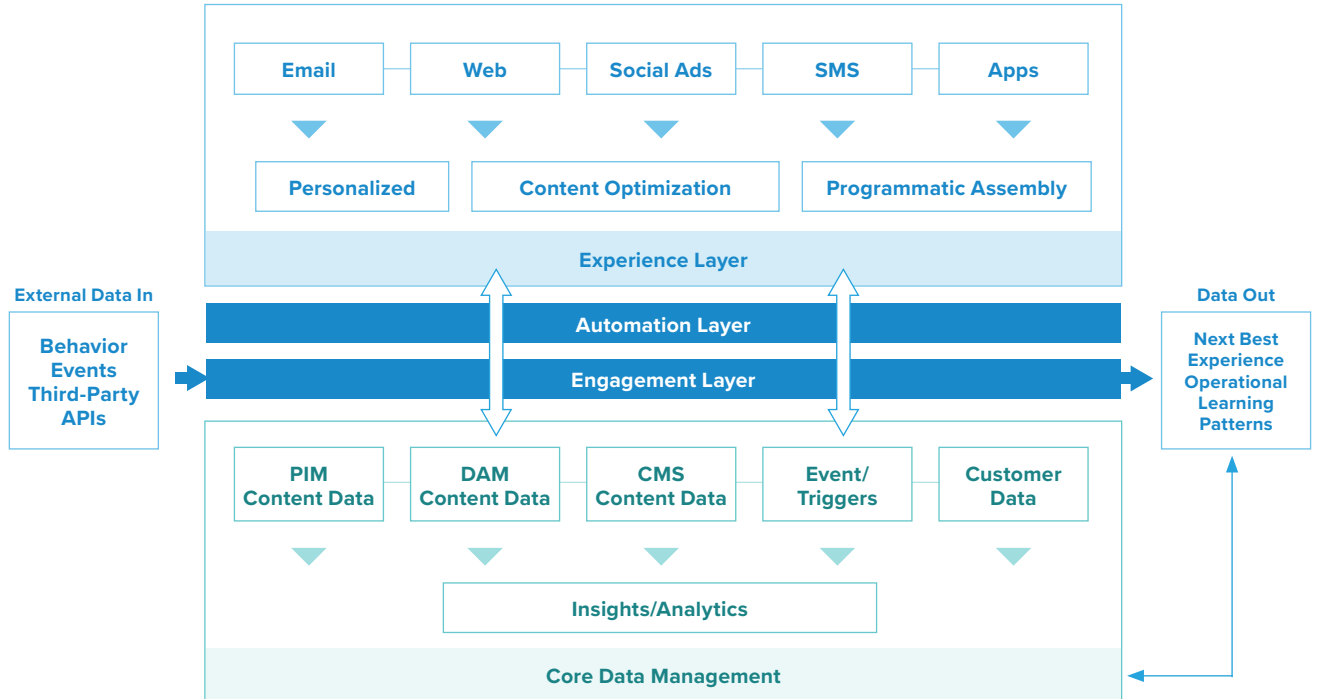 Email
Web
Social Ads
SMS
Apps
Personalized
Content Optimization
Programmatic Assembly
Experience Layer
External Data In
Behavior
Events
Third-Party
APIs
Automation Layer
Engagement Layer
Data Out
Next Best
Experience
Operational
Learning
Patterns
PIM
Content Data
DAM
Content Data
CMS
Content Data
Event/
Triggers
Customer
Data
Insights/Analytics
Core Data Management